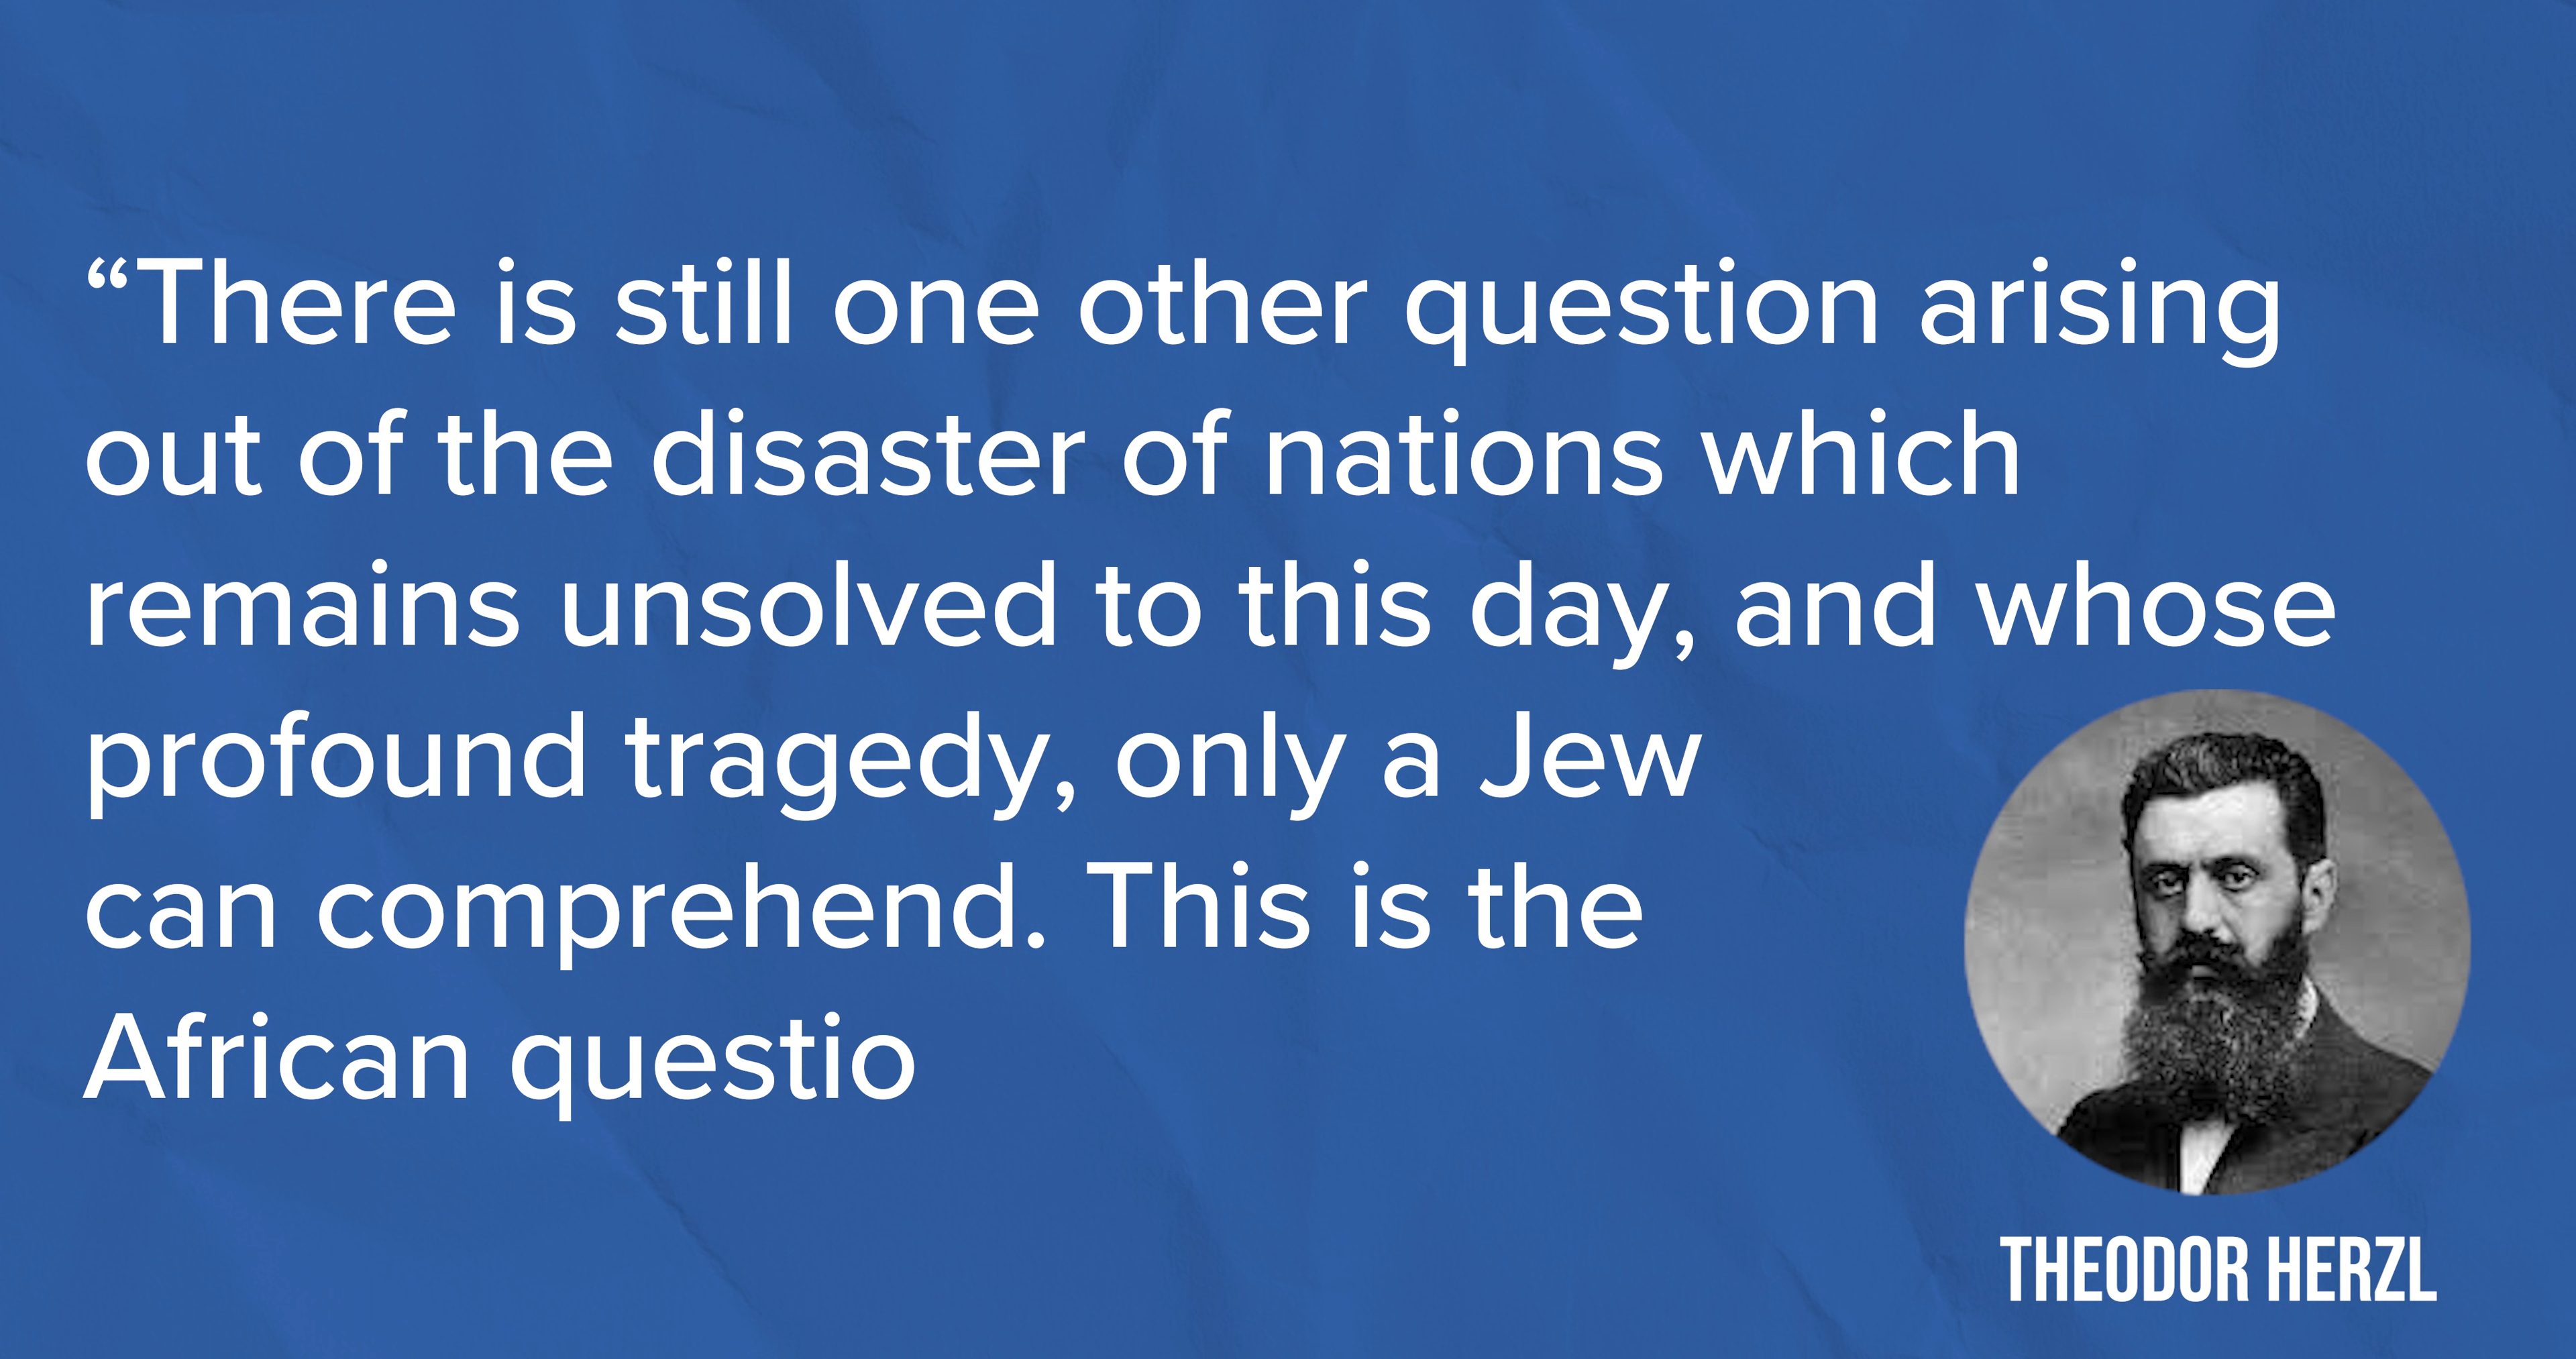 “There is still one other question arising
out of the disaster of nations which
remains unsolved to this day, and whose
profound tragedy, only a Jew
can comprehend. This is the
African questio
THEODOR HERZL